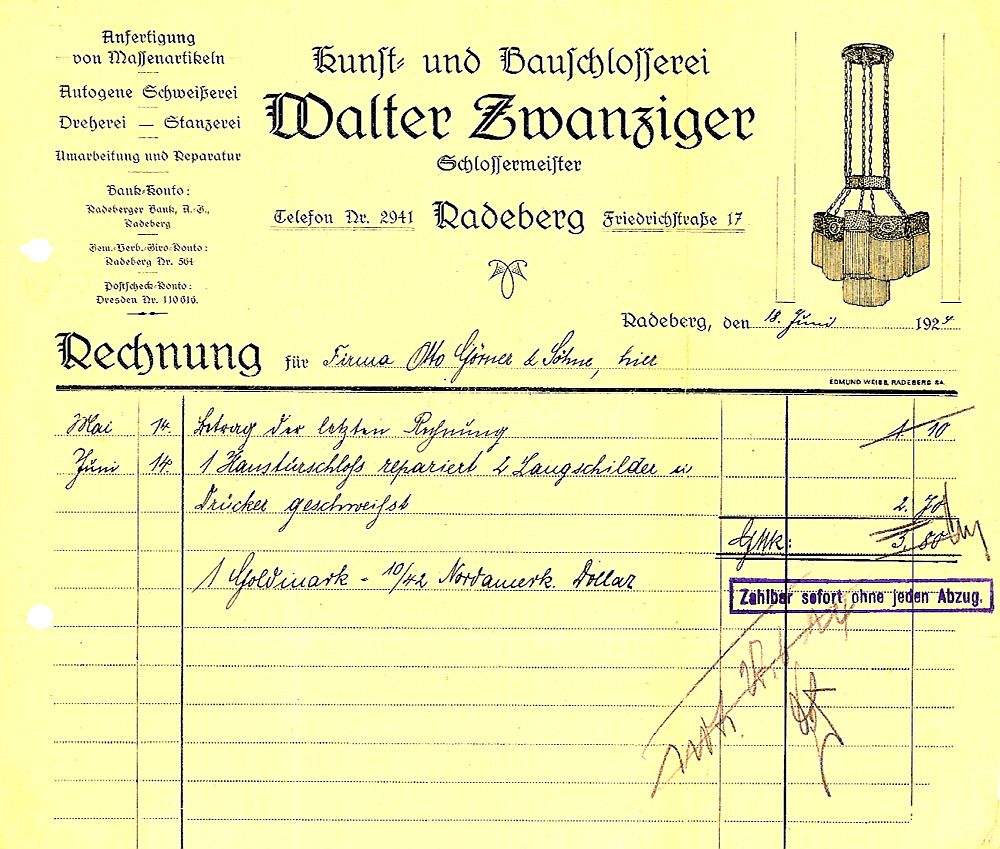 Anfertigung
von Massenartikeln
Autogene Schweißerei
Dreherei — Stanzerei
Umarbeitung und Reparatur
Bank-Konto:
Radeberger Bank, A.-G.,
Radeberg
Gem.-Verb.-Giro-Konto:
Radeberg Nr. 564
Postscheck-Konto:
Dresden Nr. 110616.
Kunst- und Bauschlosserei
Walter Zwanziger
Schlossermeister
Telefon Nr. 2941 Radeberg Friedrichstraße 17
Radeberg, den 18. Juni 1924
Rechnung für Firma Otto Görner & Söhne, hier
EDMUND WEISE, RADEBERG SA.
Mai 14. Betrag der letzten Rechnung 1 10
Juni 14 1 Haustürschloss repariert 2 Langschilder u
Drücker geschweisst 2. 70
GMk: 3. 80
1 Goldmark = 10/42 Nordamerk. Dollar
Zahlbar sofort ohne jeden Abzug.